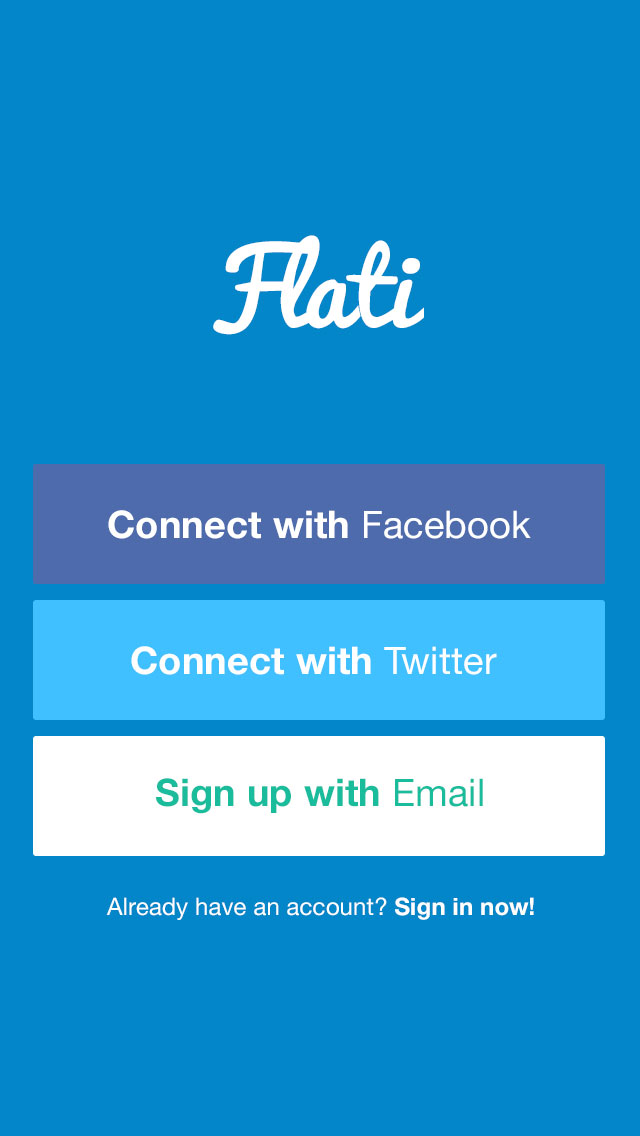 Flati
Connect with Facebook
Connect with Twitter
Sign up with Email
Already have an account? Sign in now!